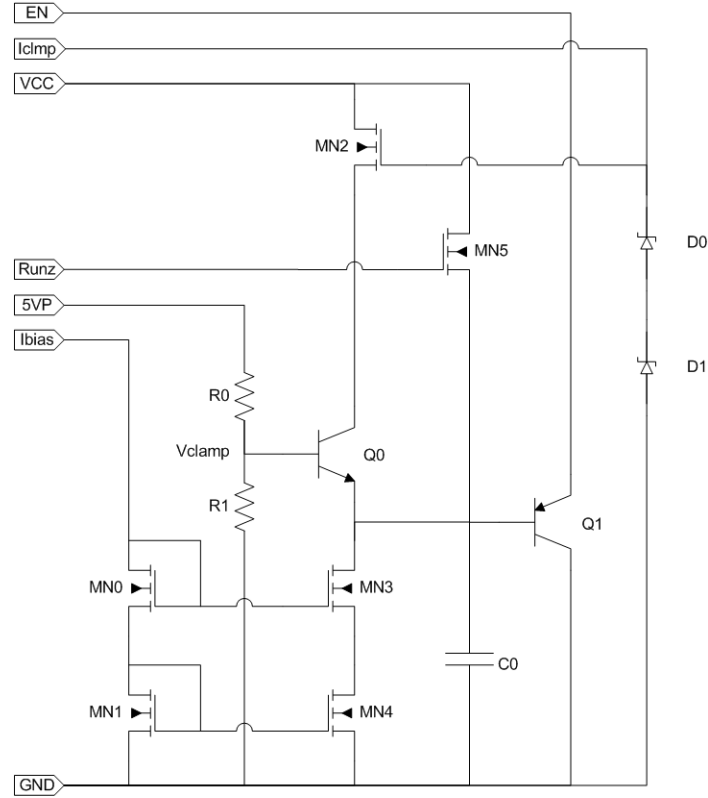 EN
Iclmp
VCC
MN2
D0
MN5
Runz
5VP
Ibias
D1
R0
Vclamp
Q0
R1
Q1
MN0
MN3
C0
MN1
MN4
GND